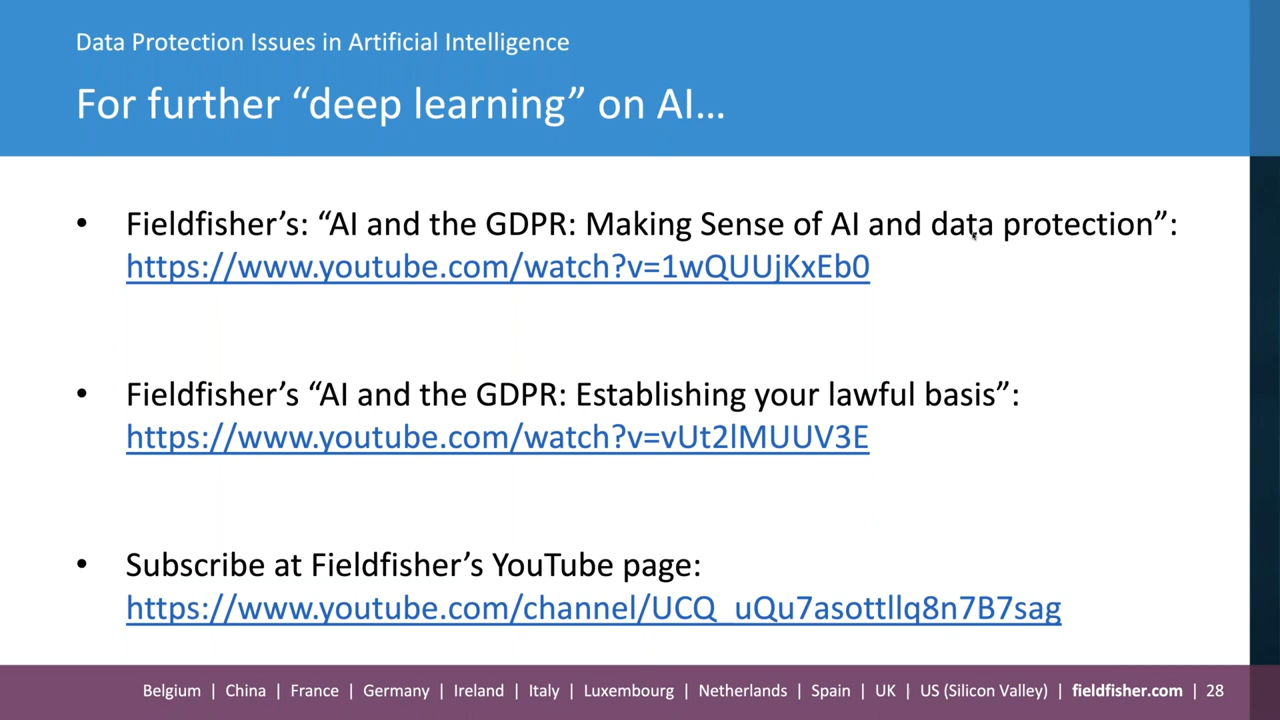 Data Protection Issues in Artificial Intelligence
For further “deep learning” on AI…
• Fieldfisher’s: “AI and the GDPR: Making Sense of AI and data protection”:
https://www.youtube.com/watch?v=1wQUUjKxEb0
• Fieldfisher’s “AI and the GDPR: Establishing your lawful basis”:
https://www.youtube.com/watch?v=vUt2lMUUV3E
• Subscribe at Fieldfisher’s YouTube page:
https://www.youtube.com/channel/UCQ_uQu7asottllq8n7B7sag
Belgium | China | France | Germany | Ireland | Italy | Luxembourg | Netherlands | Spain | UK | US (Silicon Valley) | fieldfisher.com | 28